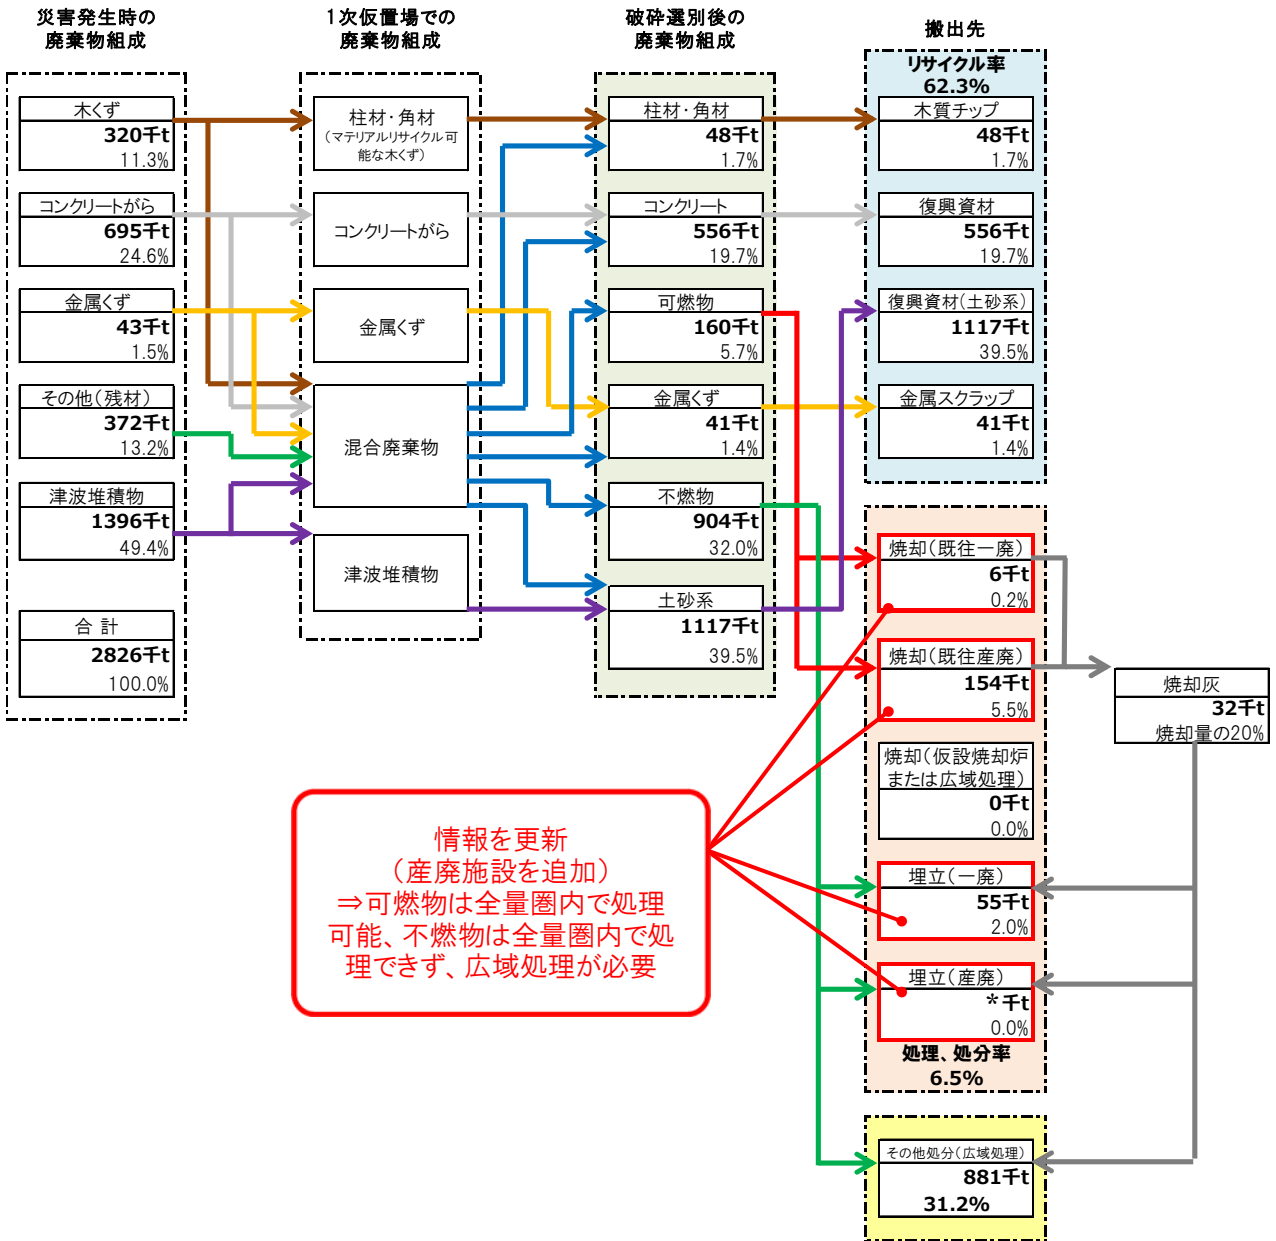 災害発生時の
廃棄物組成
木くず
320千t
11.3%
コンクリートがら
695千t
24.6%
金属くず
43千t
1.5%
その他（残材）
372千t
13.2%
津波堆積物
1396千t
49.4%
合 計
2826千t
100.0%
1次仮置場での
廃棄物組成
柱材・角材
（マテリアルリサイクル可
能な木くず）
コンクリートがら
金属くず
混合廃棄物
津波堆積物
破砕選別後の
廃棄物組成
柱材・角材
48千t
1.7%
コンクリート
556千t
19.7%
可燃物
160千t
5.7%
金属くず
41千t
1.4%
不燃物
904千t
32.0%
土砂系
1117千t
39.5%
搬出先
リサイクル率
62.3%
木質チップ
48千t
1.7%
復興資材
556千t
19.7%
復興資材（土砂系）
1117千t
39.5%
金属スクラップ
41千t
1.4%
焼却（既往一廃）
6千t
0.2%
焼却（既往産廃）
154千t
5.5%
焼却（仮設焼却炉
または広域処理）
0千t
0.0%
埋立（一廃）
55千t
2.0%
埋立（産廃）
＊千t
0.0%
処理、処分率
6.5%
その他処分（広域処理）
881千t
31.2%
焼却灰
32千t
焼却量の20%
情報を更新
（産廃施設を追加）
⇒可燃物は全量圏内で処理
可能、不燃物は全量圏内で処
理できず、広域処理が必要